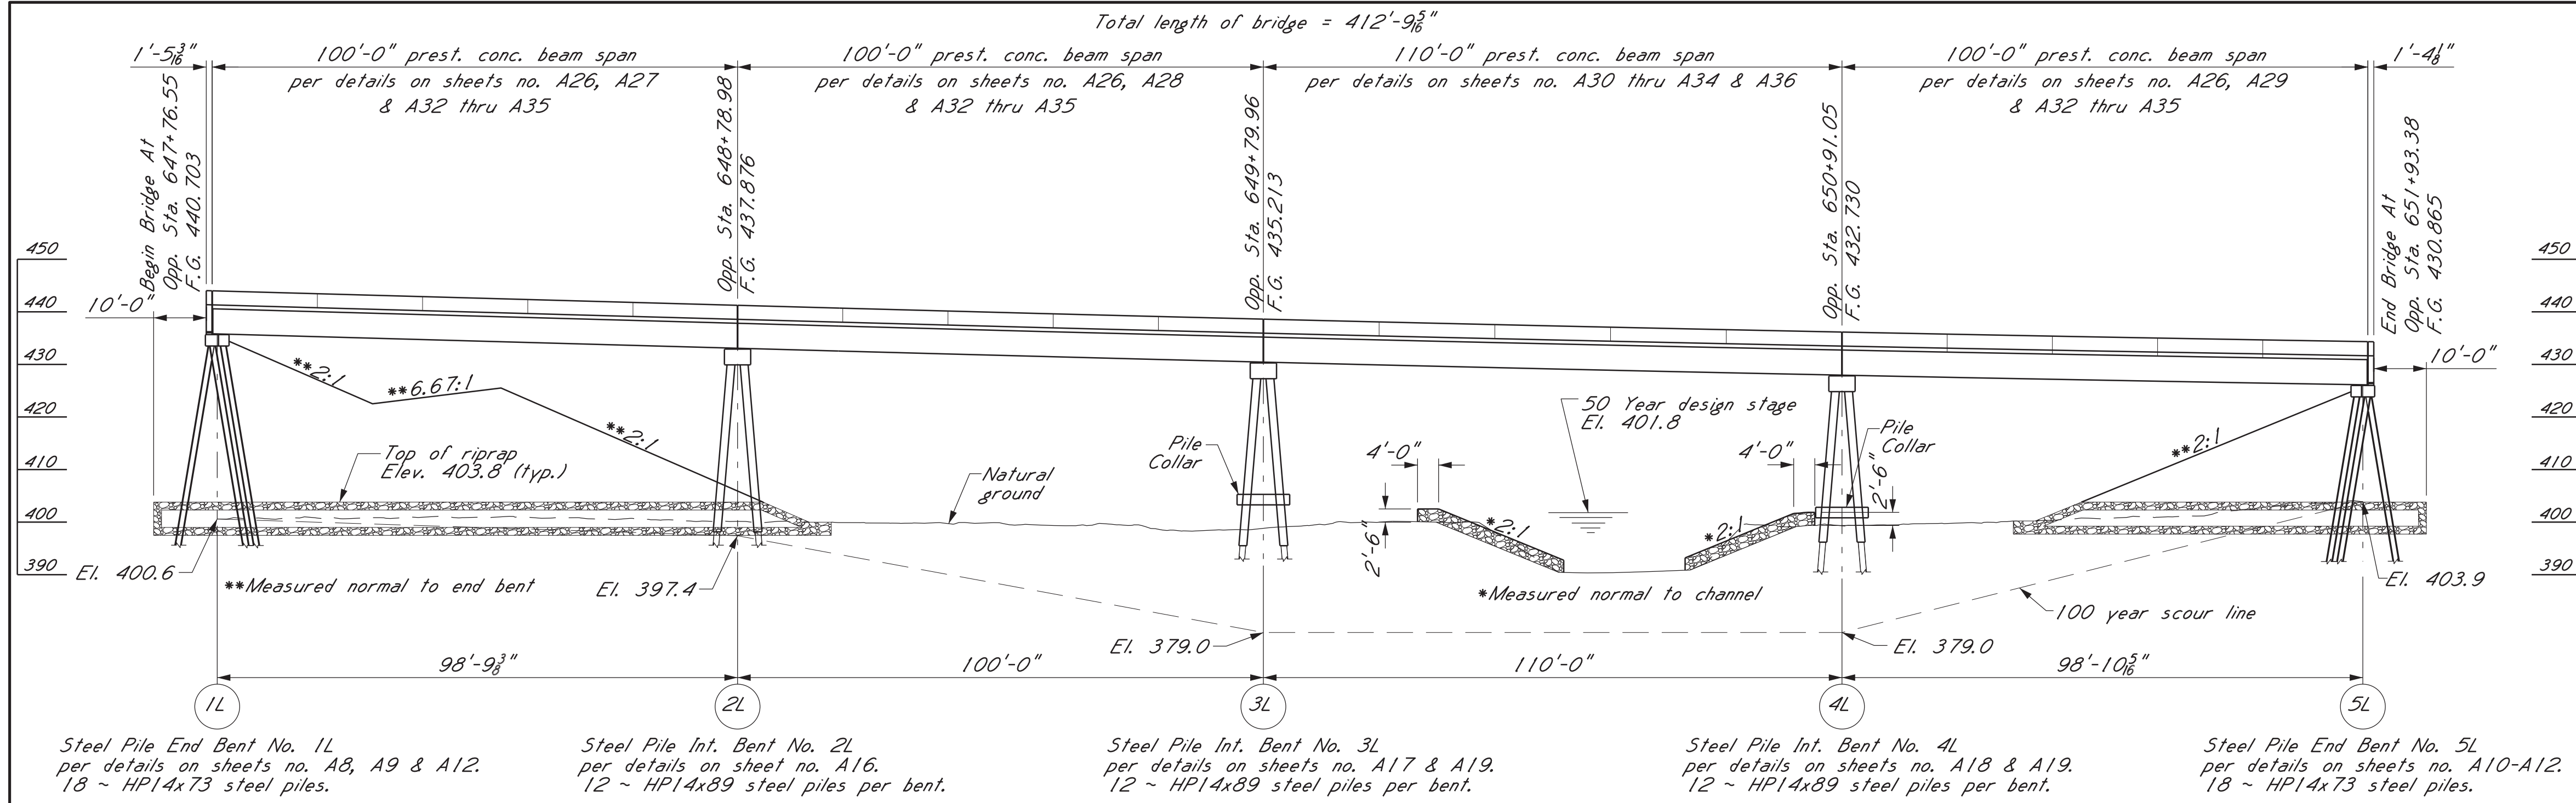 Total length of bridge = 412'-9 5/16"
1'-5 3/16"
100'-0" prest. conc. beam span
per details on sheets no. A26, A27
& A32 thru A35
100'-0" prest. conc. beam span
per details on sheets no. A26, A28
& A32 thru A35
110'-0" prest. conc. beam span
per details on sheets no. A30 thru A34 & A36
100'-0" prest. conc. beam span
per details on sheets no. A26, A29
& A32 thru A35
1'-4 1/8"
Begin Bridge At
Opp. Sta. 647+76.55
F.G. 440.703
Opp. Sta. 648+78.98
F.G. 437.876
Opp. Sta. 649+79.96
F.G. 435.213
Opp. Sta. 650+91.05
F.G. 432.730
End Bridge At
Opp. Sta. 651+93.38
F.G. 430.865
450
440
430
420
410
400
390
450
440
430
420
410
400
390
10'-0"
10'-0"
**2:1
**6.67:1
**2:1
Top of riprap
Elev. 403.8 (typ.)
Natural
ground
Pile
Collar
4'-0"
50 Year design stage
El. 401.8
4'-0"
Pile
Collar
2'-6"
**2:1
*2:1
*2:1
2'-6"
El. 400.6
**Measured normal to end bent
El. 397.4
*Measured normal to channel
El. 403.9
100 year scour line
El. 379.0
El. 379.0
98'-9 3/8"
100'-0"
110'-0"
98'-10 5/16"
1L
2L
3L
4L
5L
Steel Pile End Bent No. 1L
per details on sheets no. A8, A9 & A12.
18 ~ HP14x73 steel piles.
Steel Pile Int. Bent No. 2L
per details on sheet no. A16.
12 ~ HP14x89 steel piles per bent.
Steel Pile Int. Bent No. 3L
per details on sheets no. A17 & A19.
12 ~ HP14x89 steel piles per bent.
Steel Pile Int. Bent No. 4L
per details on sheets no. A18 & A19.
12 ~ HP14x89 steel piles per bent.
Steel Pile End Bent No. 5L
per details on sheets no. A10-A12.
18 ~ HP14x73 steel piles.